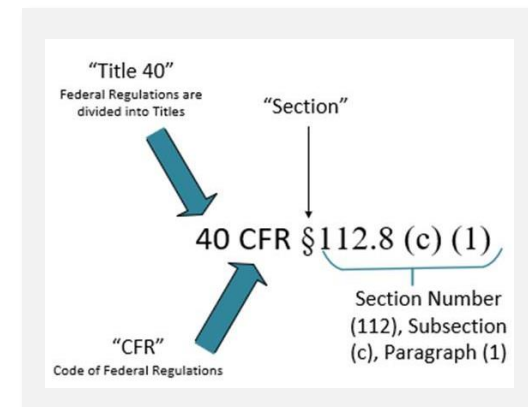 “Title 40”
Federal Regulations are
divided into Titles
“Section”
40 CFR §112.8 (c) (1)
Section Number
(112), Subsection
(c), Paragraph (1)
“CFR”
Code of Federal Regulations